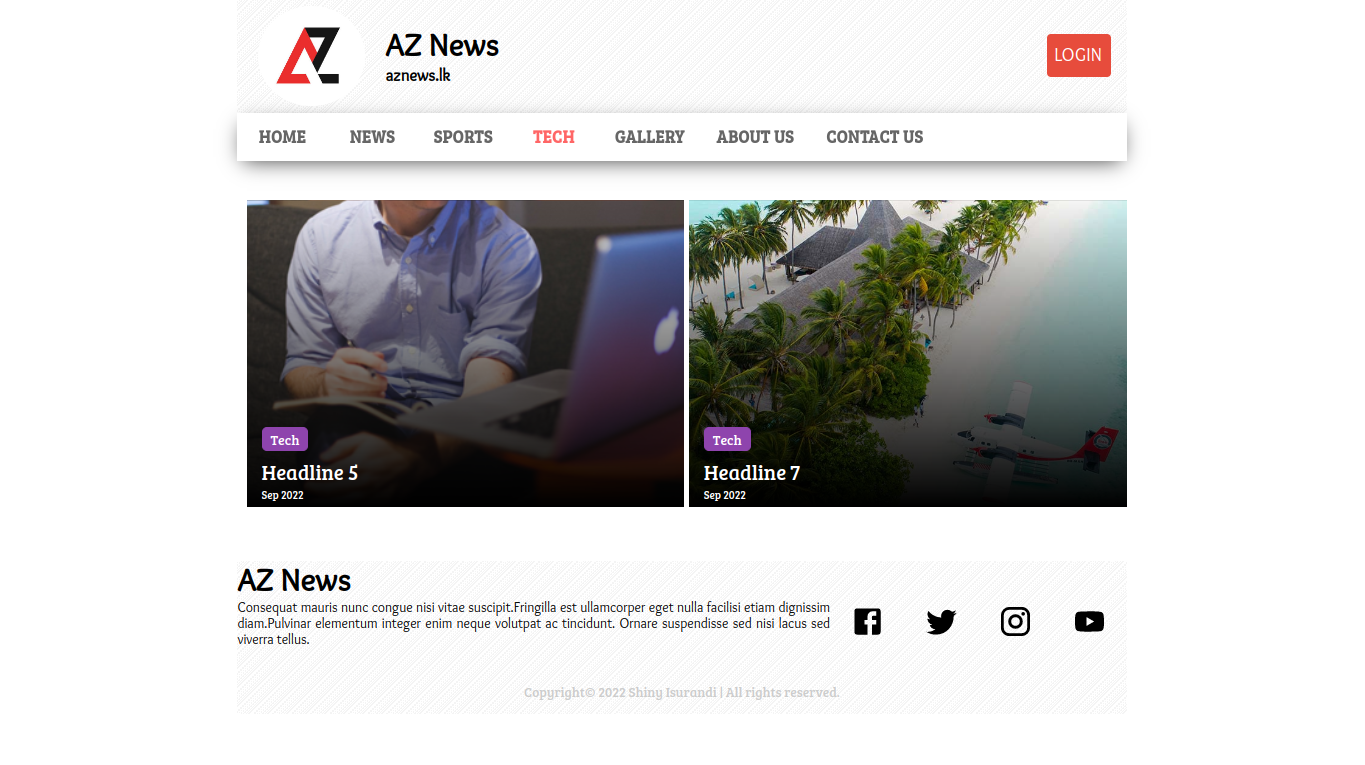 AZ News
aznews.lk
LOGIN
HOME NEWS SPORTS TECH GALLERY ABOUT US CONTACT US
Tech
Headline 5
Sep 2022
Tech
Headline 7
Sep 2022
AZ News
Consequat mauris nunc congue nisi vitae suscipit.Fringilla est ullamcorper eget nulla facilisi etiam dignissim
diam.Pulvinar elementum integer enim neque volutpat ac tincidunt. Ornare suspendisse sed nisi lacus sed
viverra tellus.
Copyright© 2022 Shiny Isurandi | All rights reserved.